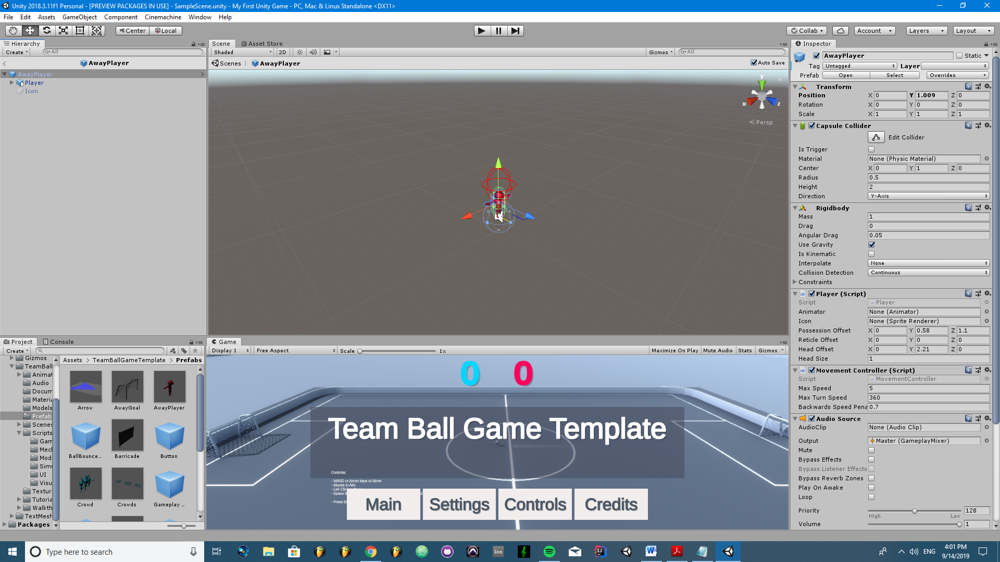 Unity 2018.3.11f1 Personal - [PREVIEW PACKAGES IN USE] - SampleScene.unity - My First Unity Game - PC, Mac & Linux Standalone <DX11>
File Edit Assets GameObject Component Cinemachine Window Help
Center Local
Collab Account Layers Layout
Hierarchy
Create All
AwayPlayer
AwayPlayer
Player
Icon
Scene Asset Store
Shaded 2D Gizmos All
Scenes AwayPlayer Auto Save
y
x z
Persp
Inspector
AwayPlayer Static
Tag Untagged Layer
Prefab Open Select Overrides
Transform
Position X 0 Y 1.009 Z 0
Rotation X 0 Y 0 Z 0
Scale X 1 Y 1 Z 1
Capsule Collider
Edit Collider
Is Trigger
Material None (Physic Material)
Center X 0 Y 1 Z 0
Radius 0.5
Height 2
Direction Y-Axis
Rigidbody
Mass 1
Drag 0
Angular Drag 0.05
Use Gravity
Is Kinematic
Interpolate None
Collision Detection Continuous
Constraints
Player (Script)
Script Player
Animator None (Animator)
Icon None (Sprite Renderer)
Possession Offset X 0 Y 0.58 Z 1.1
Reticle Offset X 0 Y 0 Z 0
Head Offset X 0 Y 2.21 Z 0
Head Size 1
Movement Controller (Script)
Script MovementController
Max Speed 5
Max Turn Speed 360
Backwards Speed Pena 0.7
Audio Source
AudioClip None (Audio Clip)
Output Master (GameplayMixer)
Mute
Bypass Effects
Bypass Listener Effects
Bypass Reverb Zones
Play On Awake
Loop
Priority 128
High Low
Volume 1
Project Console
Create
Gizmos
TeamBall
Animat
Audio
Docum
Materia
Models
Prefab
Scenes
Scripts
Gam
Mech
Mod
Simu
UI
Visu
Textur
Tutoria
Walkth
TextMesh
Packages
Assets > TeamBallGameTemplate > Prefabs
Arrow AwayGoal AwayPlayer
BallBounce... Barricade Button
Crowd Crowds Gameplay ...
Game
Display 1 Free Aspect Scale 1x Maximize On Play Mute Audio Stats Gizmos
0 0
Team Ball Game Template
Controls:
- WASD or Arrow keys to Move
- Mouse to Aim
- Left Click
- Space B
- Press E
Main Settings Controls Credits
Type here to search
Live
ENG
4:01 PM
9/14/2019